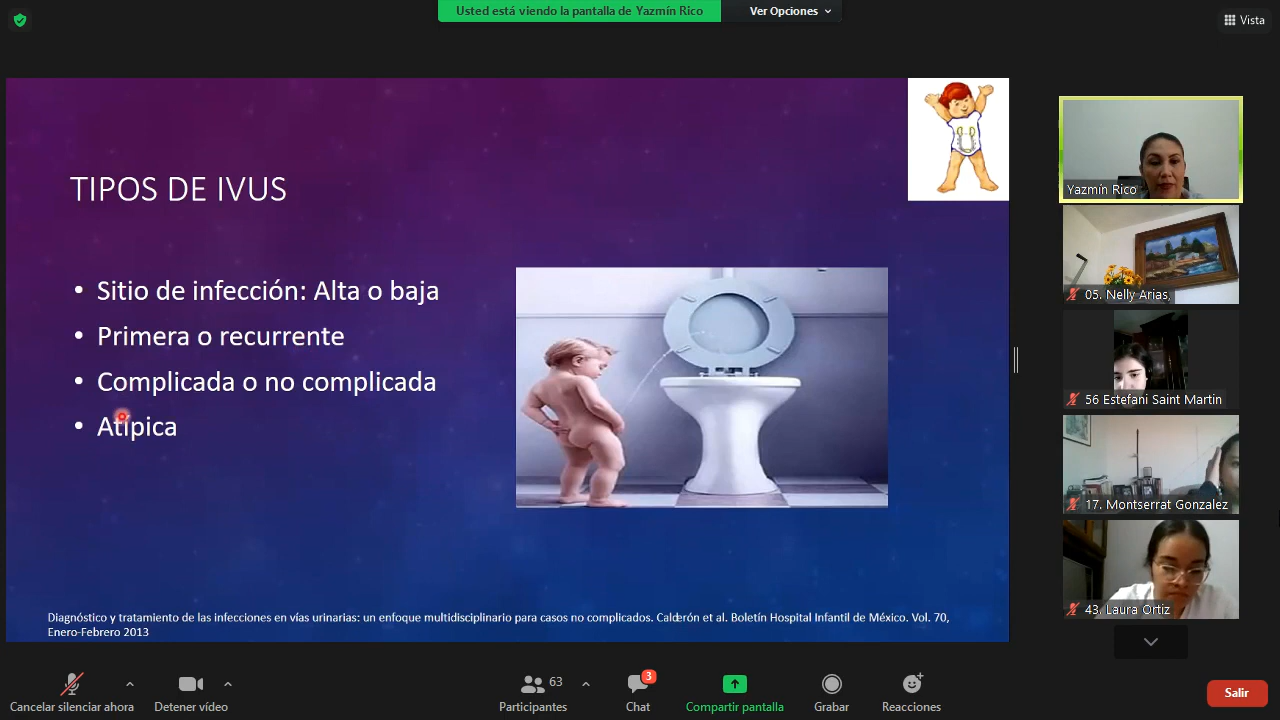 Usted está viendo la pantalla de Yazmín Rico
Ver Opciones
Vista
TIPOS DE IVUS
• Sitio de infección: Alta o baja
• Primera o recurrente
• Complicada o no complicada
• Atípica
Diagnóstico y tratamiento de las infecciones en vías urinarias: un enfoque multidisciplinario para casos no complicados. Calderón et al. Boletín Hospital Infantil de México. Vol. 70,
Enero-Febrero 2013
Yazmín Rico
05. Nelly Arias,
56 Estefani Saint Martin
17. Montserrat Gonzalez
43. Laura Ortiz
Cancelar silenciar ahora
Detener vídeo
63
Participantes
3
Chat
Compartir pantalla
Grabar
Reacciones
Salir